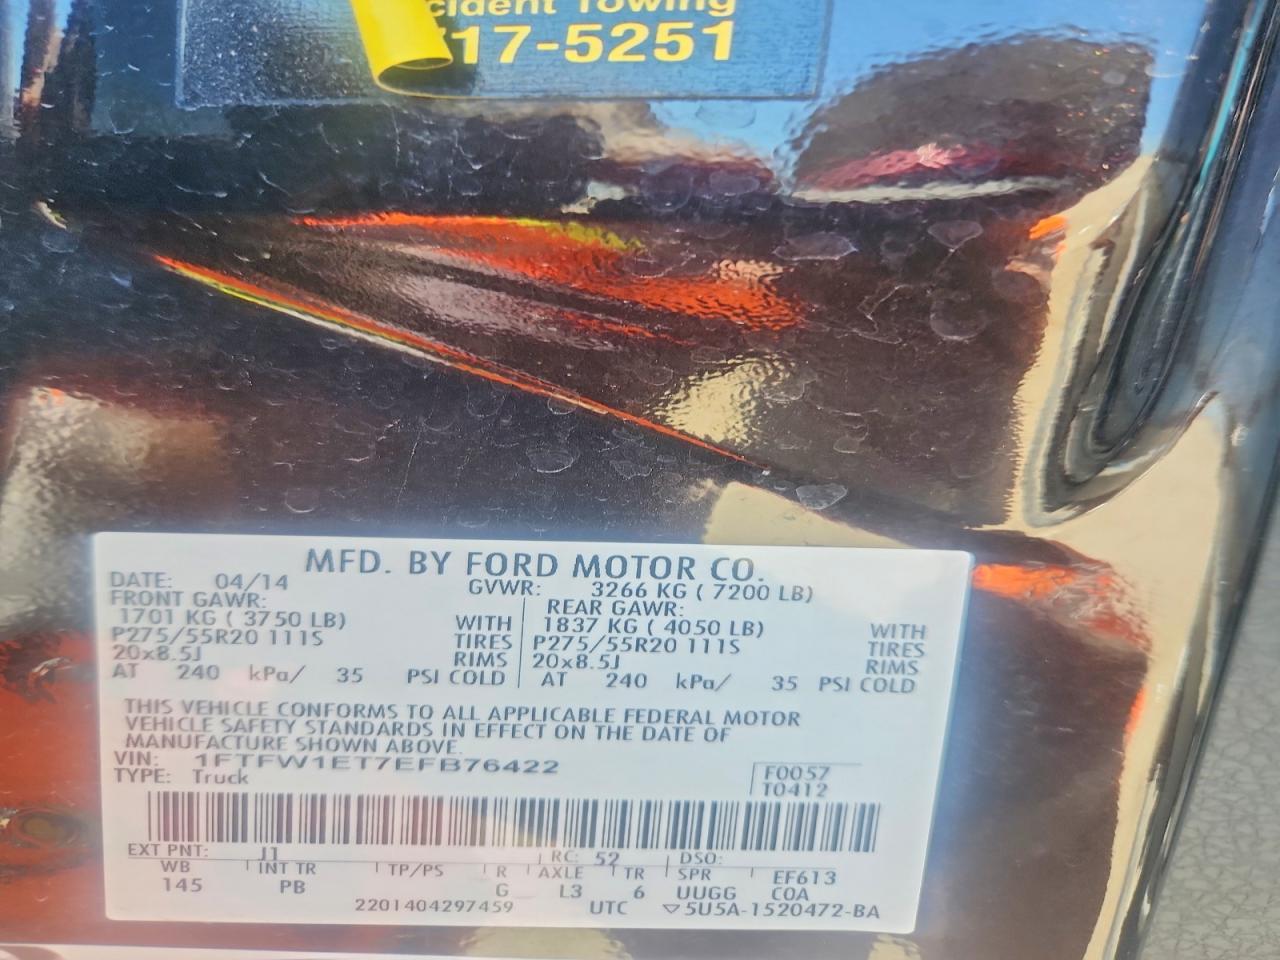 cident Towing
717-5251
MFD. BY FORD MOTOR CO.
DATE: 04/14 GVWR: 3266 KG ( 7200 LB)
FRONT GAWR: REAR GAWR:
1701 KG ( 3750 LB) WITH 1837 KG ( 4050 LB) WITH
P275/55R20 111S TIRES P275/55R20 111S TIRES
20x8.5J RIMS 20x8.5J RIMS
AT 240 kPa/ 35 PSI COLD AT 240 kPa/ 35 PSI COLD
THIS VEHICLE CONFORMS TO ALL APPLICABLE FEDERAL MOTOR
VEHICLE SAFETY STANDARDS IN EFFECT ON THE DATE OF
MANUFACTURE SHOWN ABOVE.
VIN: 1FTFW1ET7EFB76422
TYPE: Truck
F0057
T0412
EXT PNT: J1 RC: 52 DSO:
WB INT TR TP/PS R AXLE TR SPR EF613
145 PB G L3 6 UUGG COA
2201404297459 UTC ▽5U5A-1520472-BA